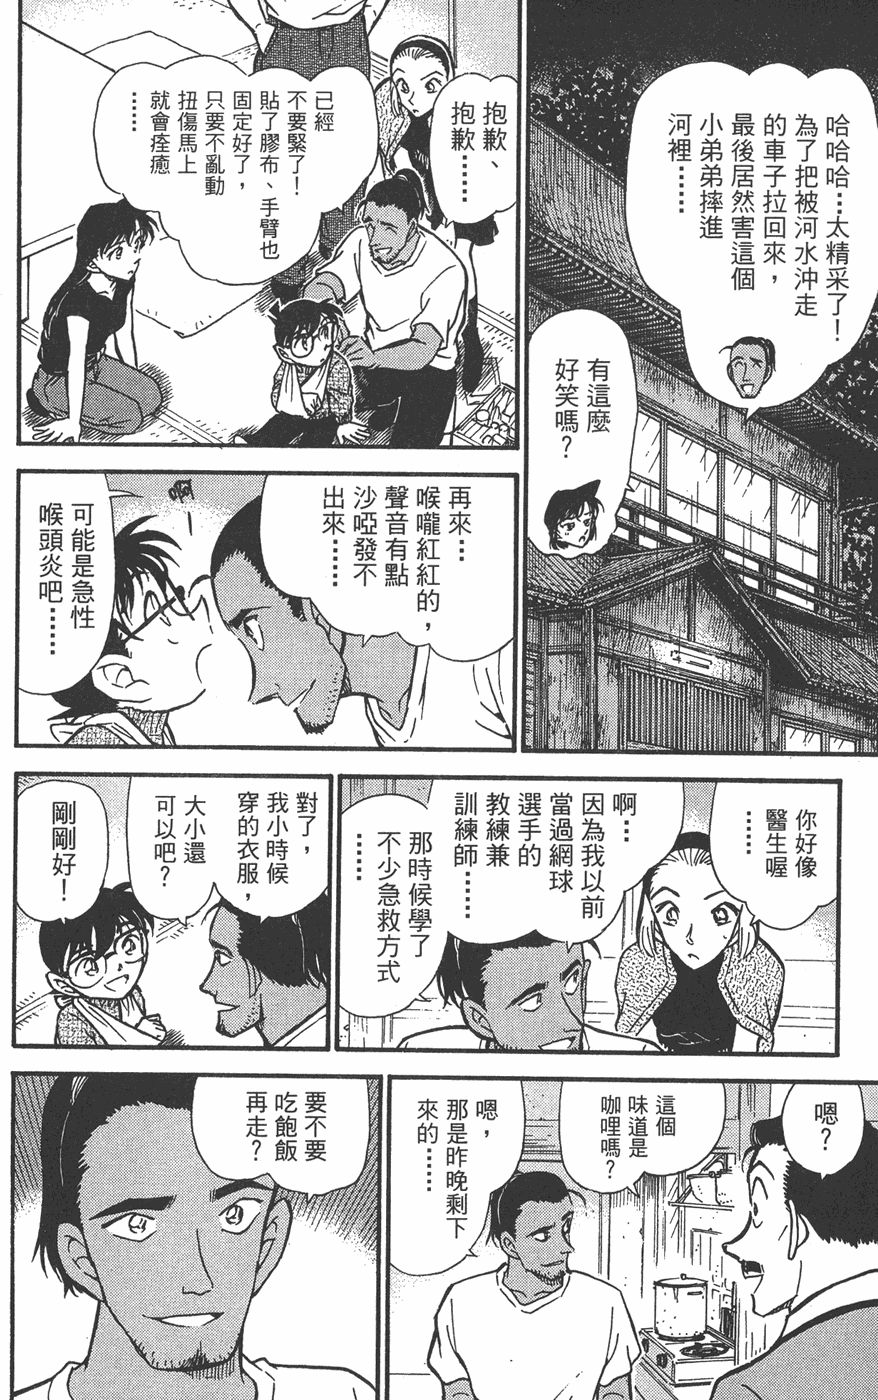 哈哈哈…太精采了！
為了把被河水沖走
的車子拉回來，
最後居然害這個
小弟弟摔進
河裡……
有這麼
好笑嗎？
抱歉、
抱歉……
已經
不要緊了！
貼了膠布、手臂也
固定好了，
只要不亂動
扭傷馬上
就會痊癒
……
再來…
喉嚨紅紅的，
聲音有點
沙啞發不
出來……
啊—
可能是急性
喉頭炎吧……
你好像
醫生喔
……
啊…
因為我以前
當過網球
選手的
教練兼
訓練師……
那時候學了
不少急救方式
……
對了，
我小時候
穿的衣服，
大小還
可以吧？
剛剛好！
嗯？
這個
味道是
咖哩嗎？
嗯，
那是昨晚剩下
來的……
要不要
吃飽飯
再走？